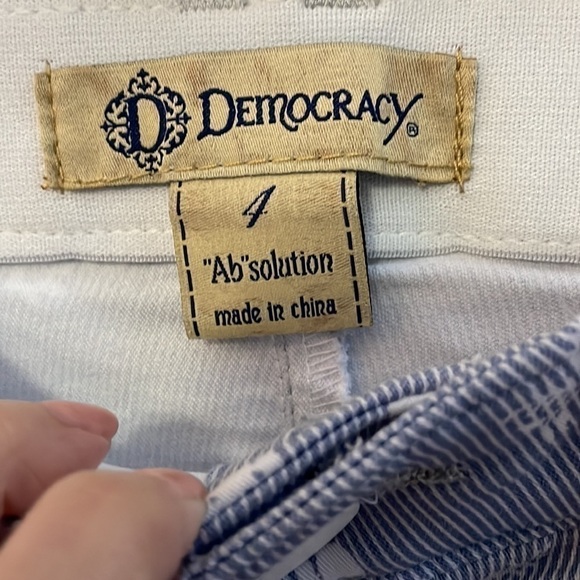 D DEMOCRACY®
4
"Ab"solution
made in china